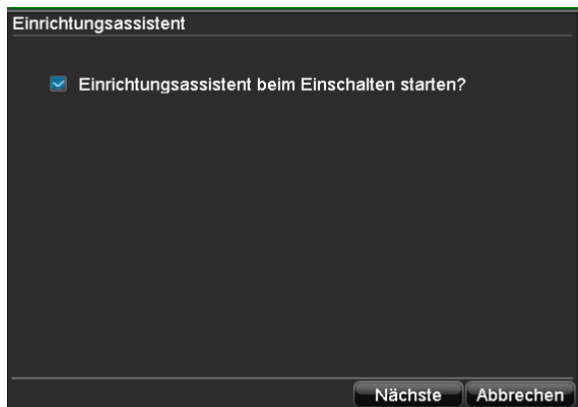 Einrichtungsassistent
Einrichtungsassistent beim Einschalten starten?
Nächste Abbrechen